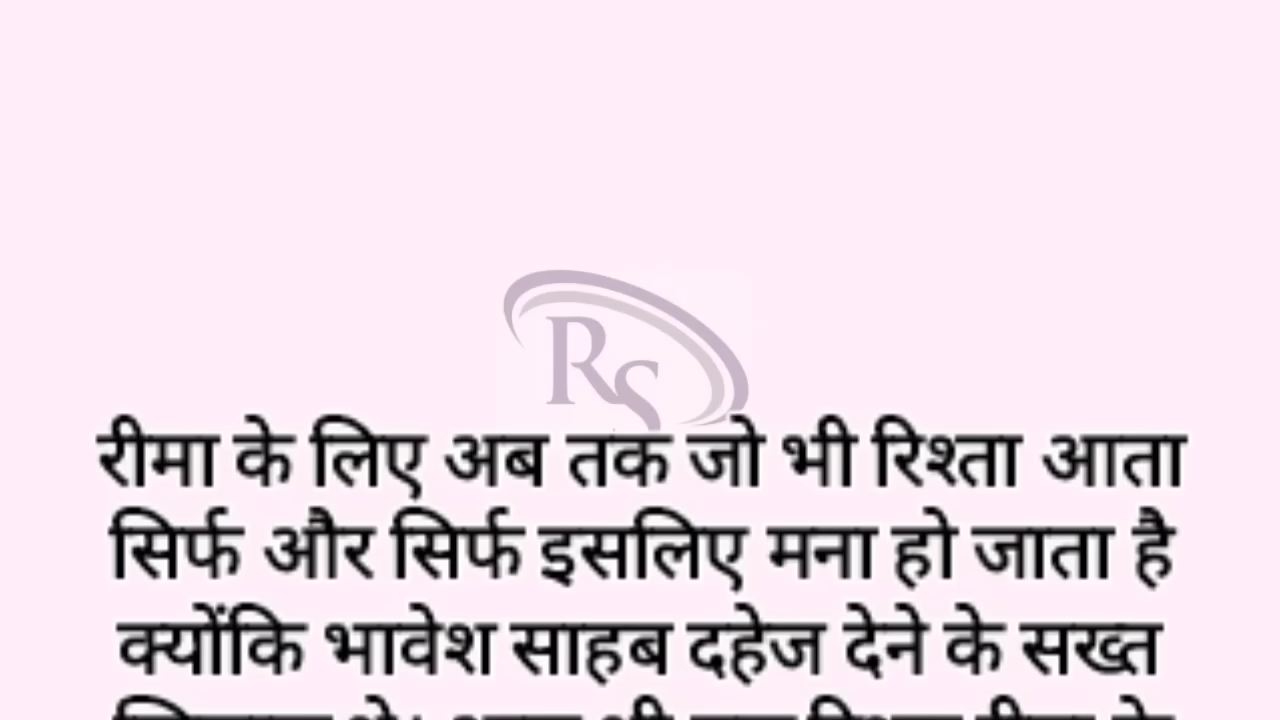 RS
रीमा के लिए अब तक जो भी रिश्ता आता
सिर्फ और सिर्फ इसलिए मना हो जाता है
क्योंकि भावेश साहब दहेज देने के सख्त